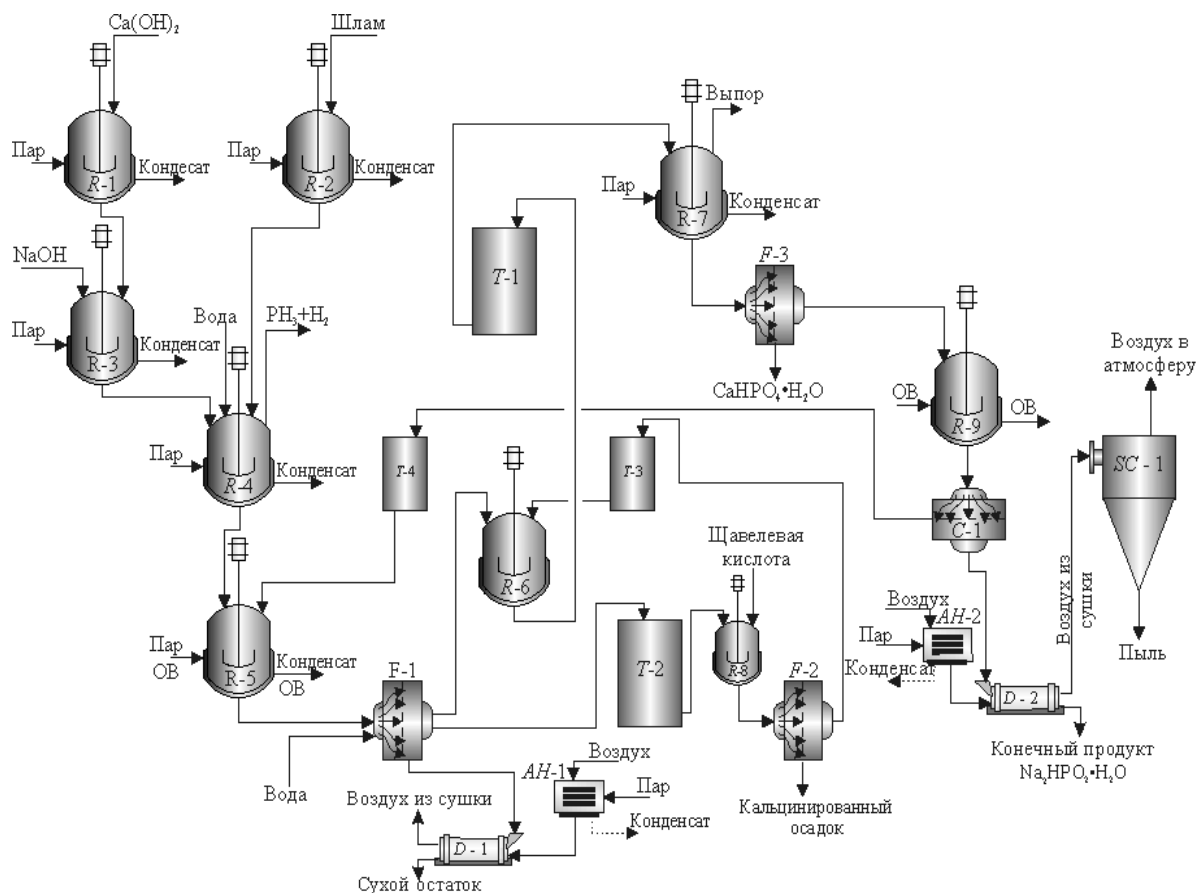 Ca(OH)₂
Шлам
Пар
Кондесат
R-1
Пар
Конденсат
R-2
Выпор
Пар
Конденсат
R-7
NaOH
Пар
Конденсат
R-3
Вода
PH₃+H₂
T-1
F-3
CaHPO₄•H₂O
Воздух в
атмосферу
ОВ
ОВ
R-9
SC - 1
Пар
Конденсат
R-4
T-4
T-3
C-1
R-6
Щавелевая
кислота
Воздух из
сушки
Пар
ОВ
Конденсат
ОВ
R-5
F-1
T-2
R-8
F-2
Воздух
AH-2
Пар
Конденсат
D - 2
Пыль
Вода
AH-1
Воздух
Пар
Конденсат
Воздух из сушки
D - 1
Сухой остаток
Кальцинированный
осадок
Конечный продукт
Na₂HPO₂•H₂O